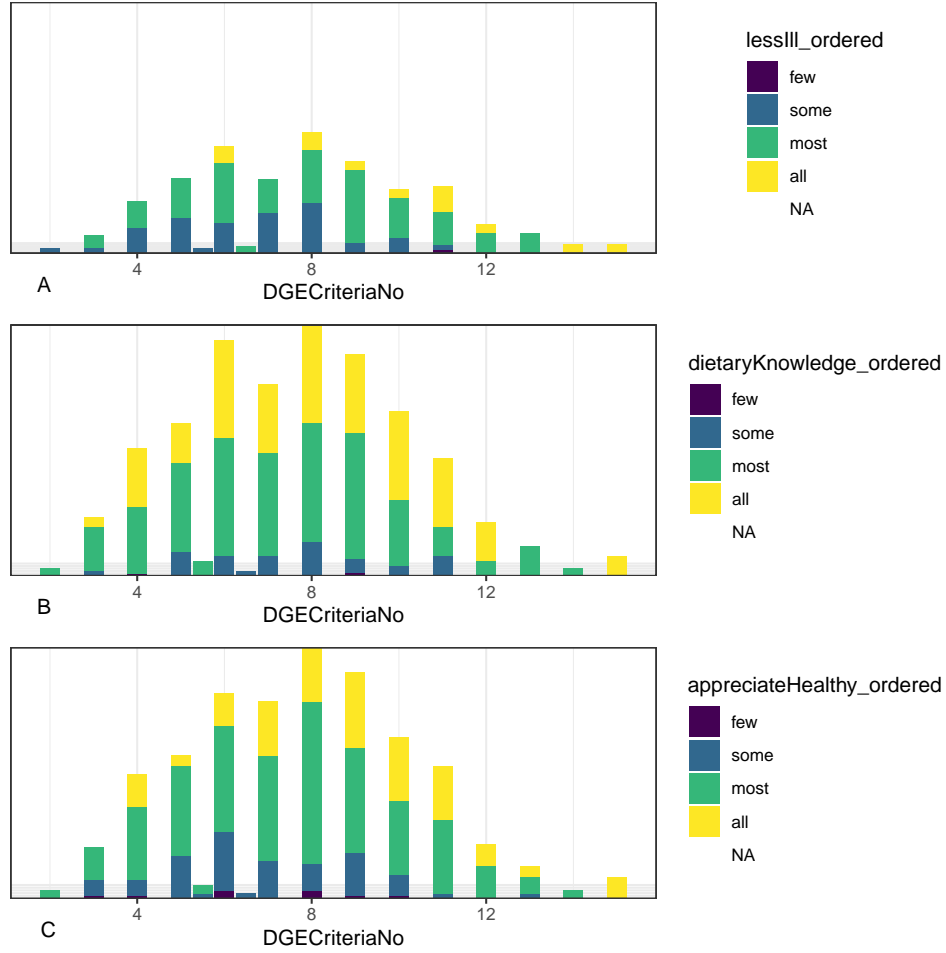 lessIll_ordered
few
some
most
all
NA
4 8 12
A
DGECriteriaNo
dietaryKnowledge_ordered
few
some
most
all
NA
4 8 12
B
DGECriteriaNo
appreciateHealthy_ordered
few
some
most
all
NA
4 8 12
C
DGECriteriaNo